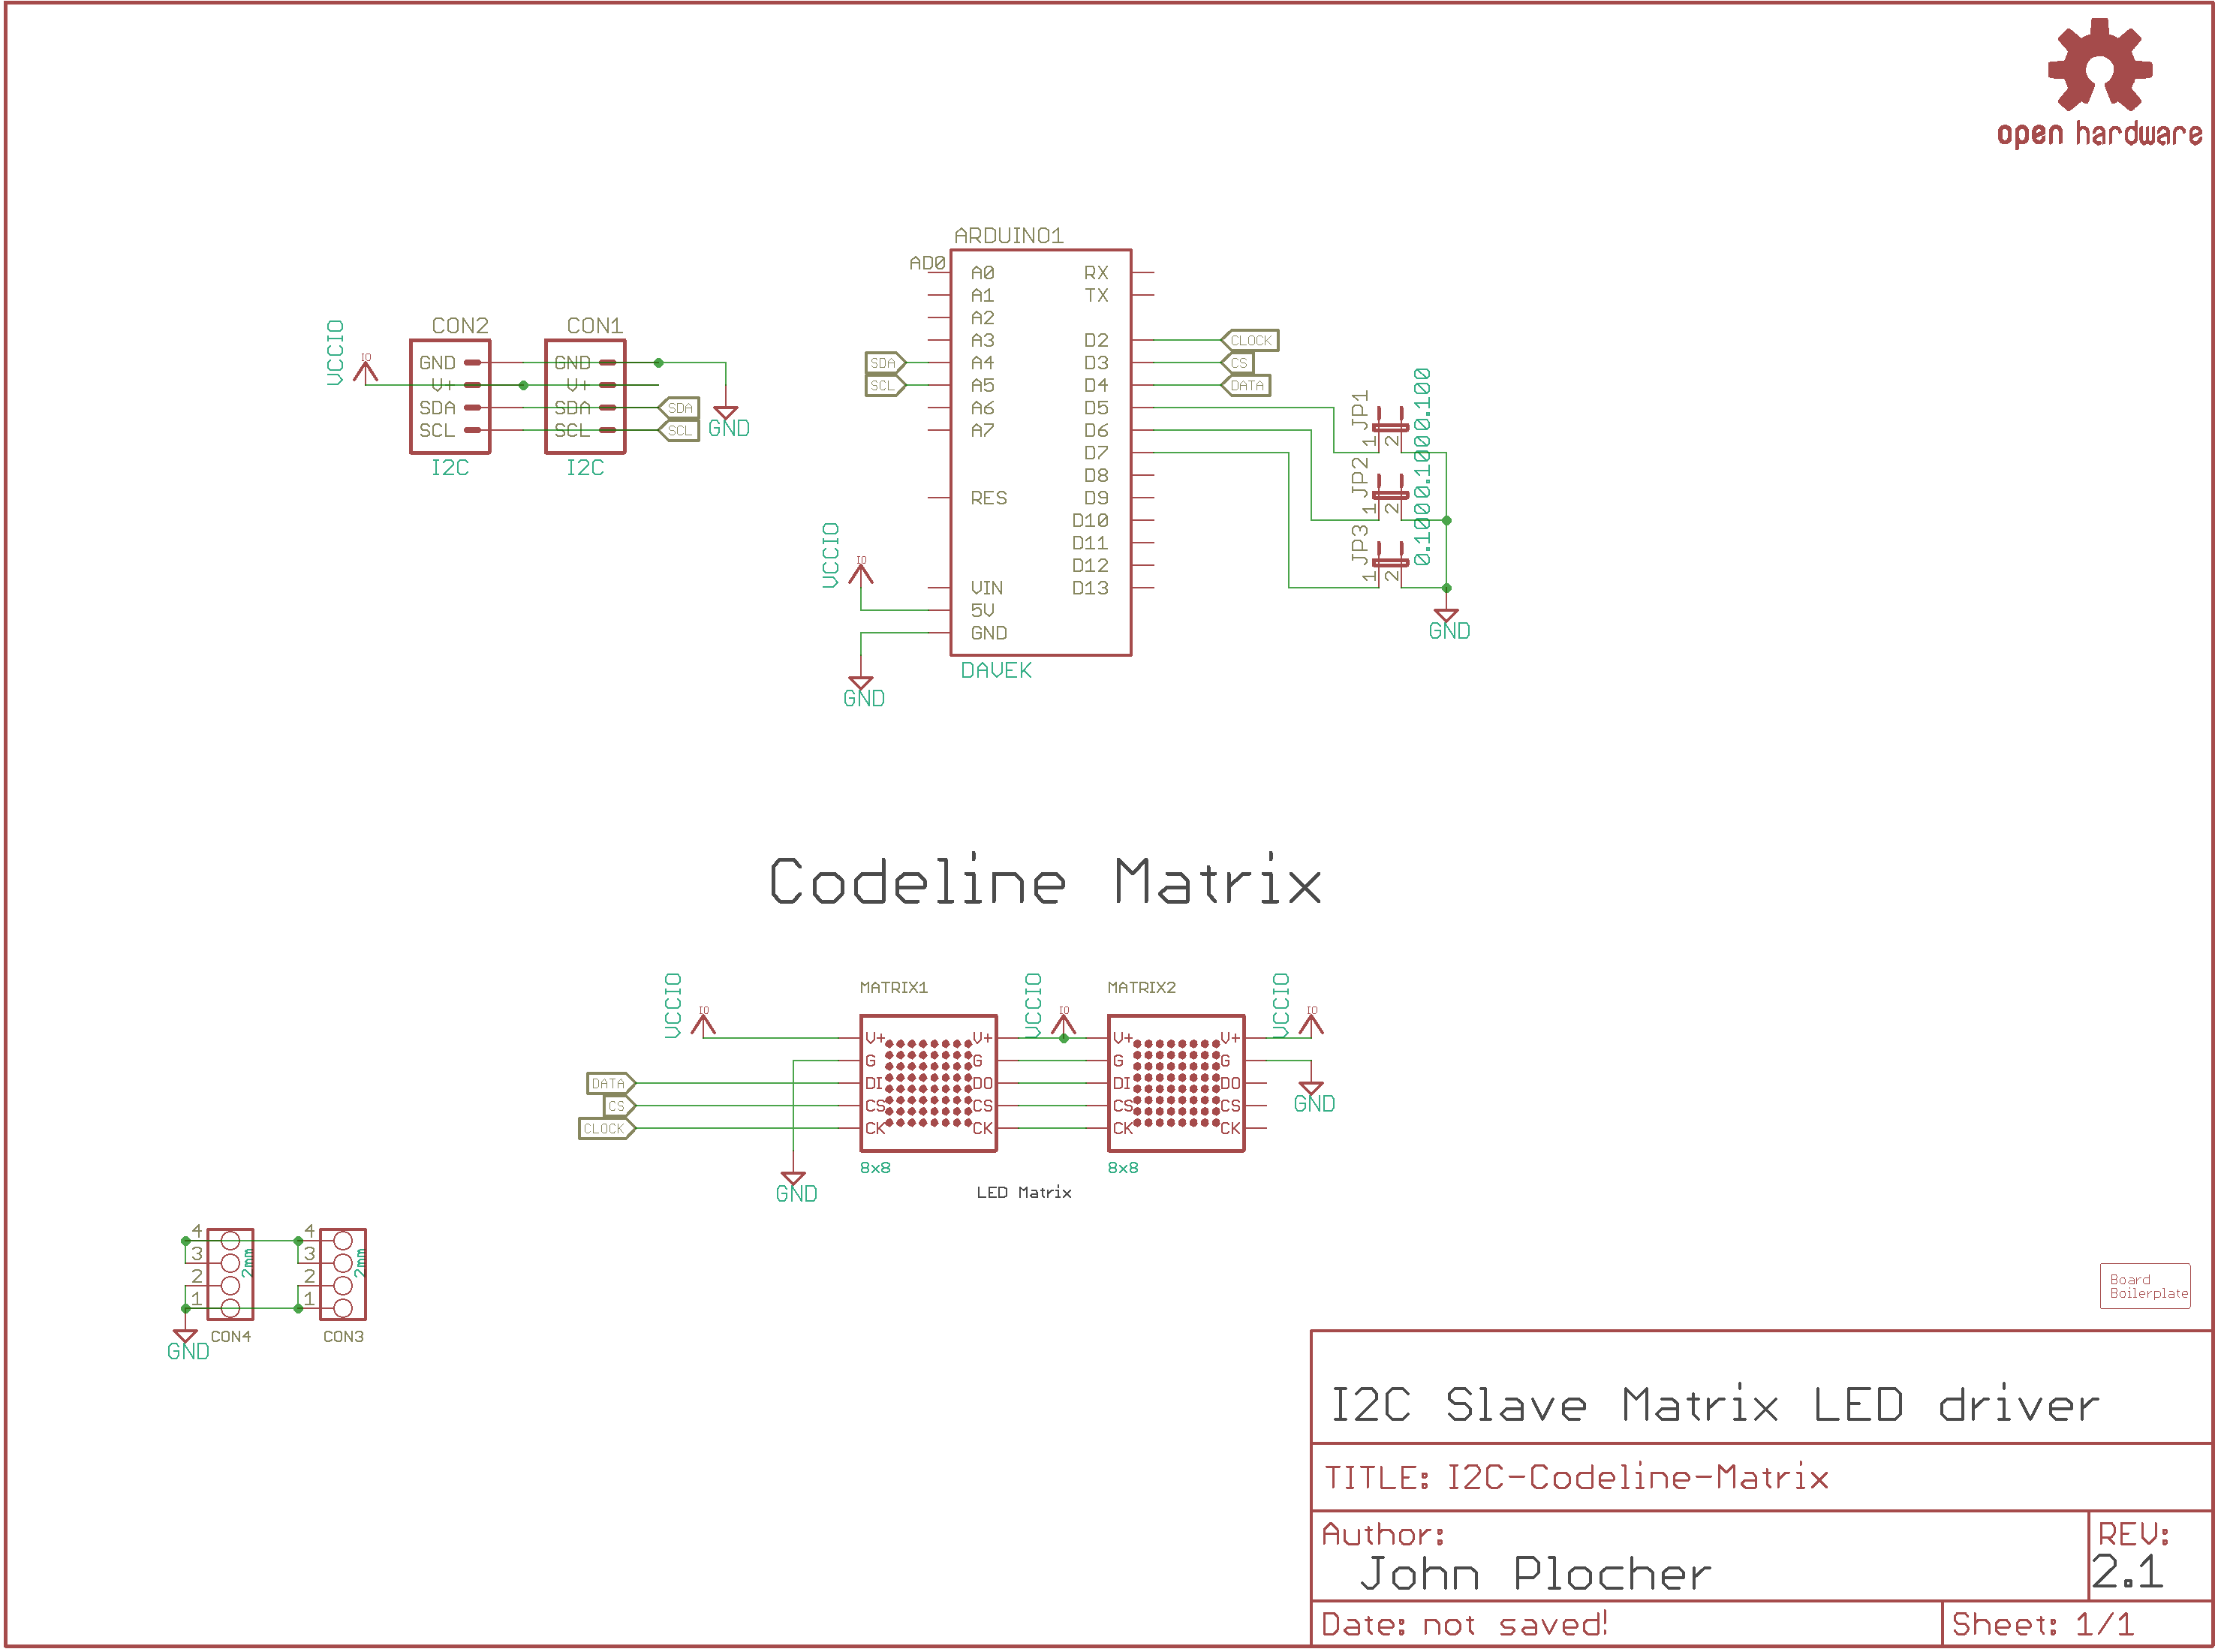 open hardware
ARDUINO1
AD0
A0
A1
A2
A3
A4
A5
A6
A7
RES
VIN
5V
GND
RX
TX
D2
D3
D4
D5
D6
D7
D8
D9
D10
D11
D12
D13
DAVEK
SDA
SCL
CLOCK
CS
DATA
VCCIO
IO
GND
VCCIO
IO
CON2
GND
V+
SDA
SCL
I2C
CON1
GND
V+
SDA
SCL
I2C
SDA
SCL
GND
JP1
1
2
0.100
JP2
1
2
0.100
JP3
1
2
0.100
GND
Codeline Matrix
VCCIO
IO
MATRIX1
V+
G
DI
CS
CK
V+
G
DO
CS
CK
8x8
VCCIO
IO
MATRIX2
V+
G
DI
CS
CK
V+
G
DO
CS
CK
8x8
VCCIO
IO
GND
DATA
CS
CLOCK
GND
LED Matrix
4
3
2
1
2mm
CON4
GND
4
3
2
1
2mm
CON3
Board
Boilerplate
I2C Slave Matrix LED driver
TITLE: I2C-Codeline-Matrix
Author:
John Plocher
REV:
2.1
Date: not saved!
Sheet: 1/1